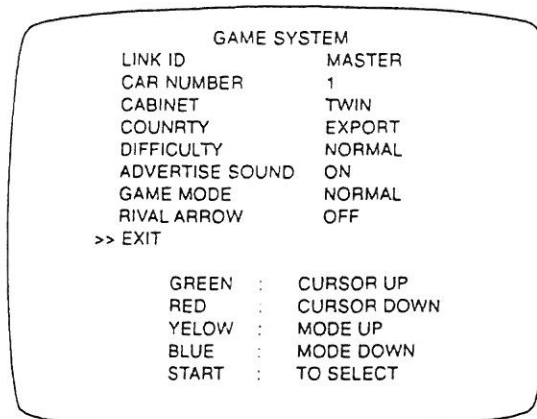 GAME SYSTEM
LINK ID MASTER
CAR NUMBER 1
CABINET TWIN
COUNRTY EXPORT
DIFFICULTY NORMAL
ADVERTISE SOUND ON
GAME MODE NORMAL
RIVAL ARROW OFF
>> EXIT
GREEN : CURSOR UP
RED : CURSOR DOWN
YELOW : MODE UP
BLUE : MODE DOWN
START : TO SELECT